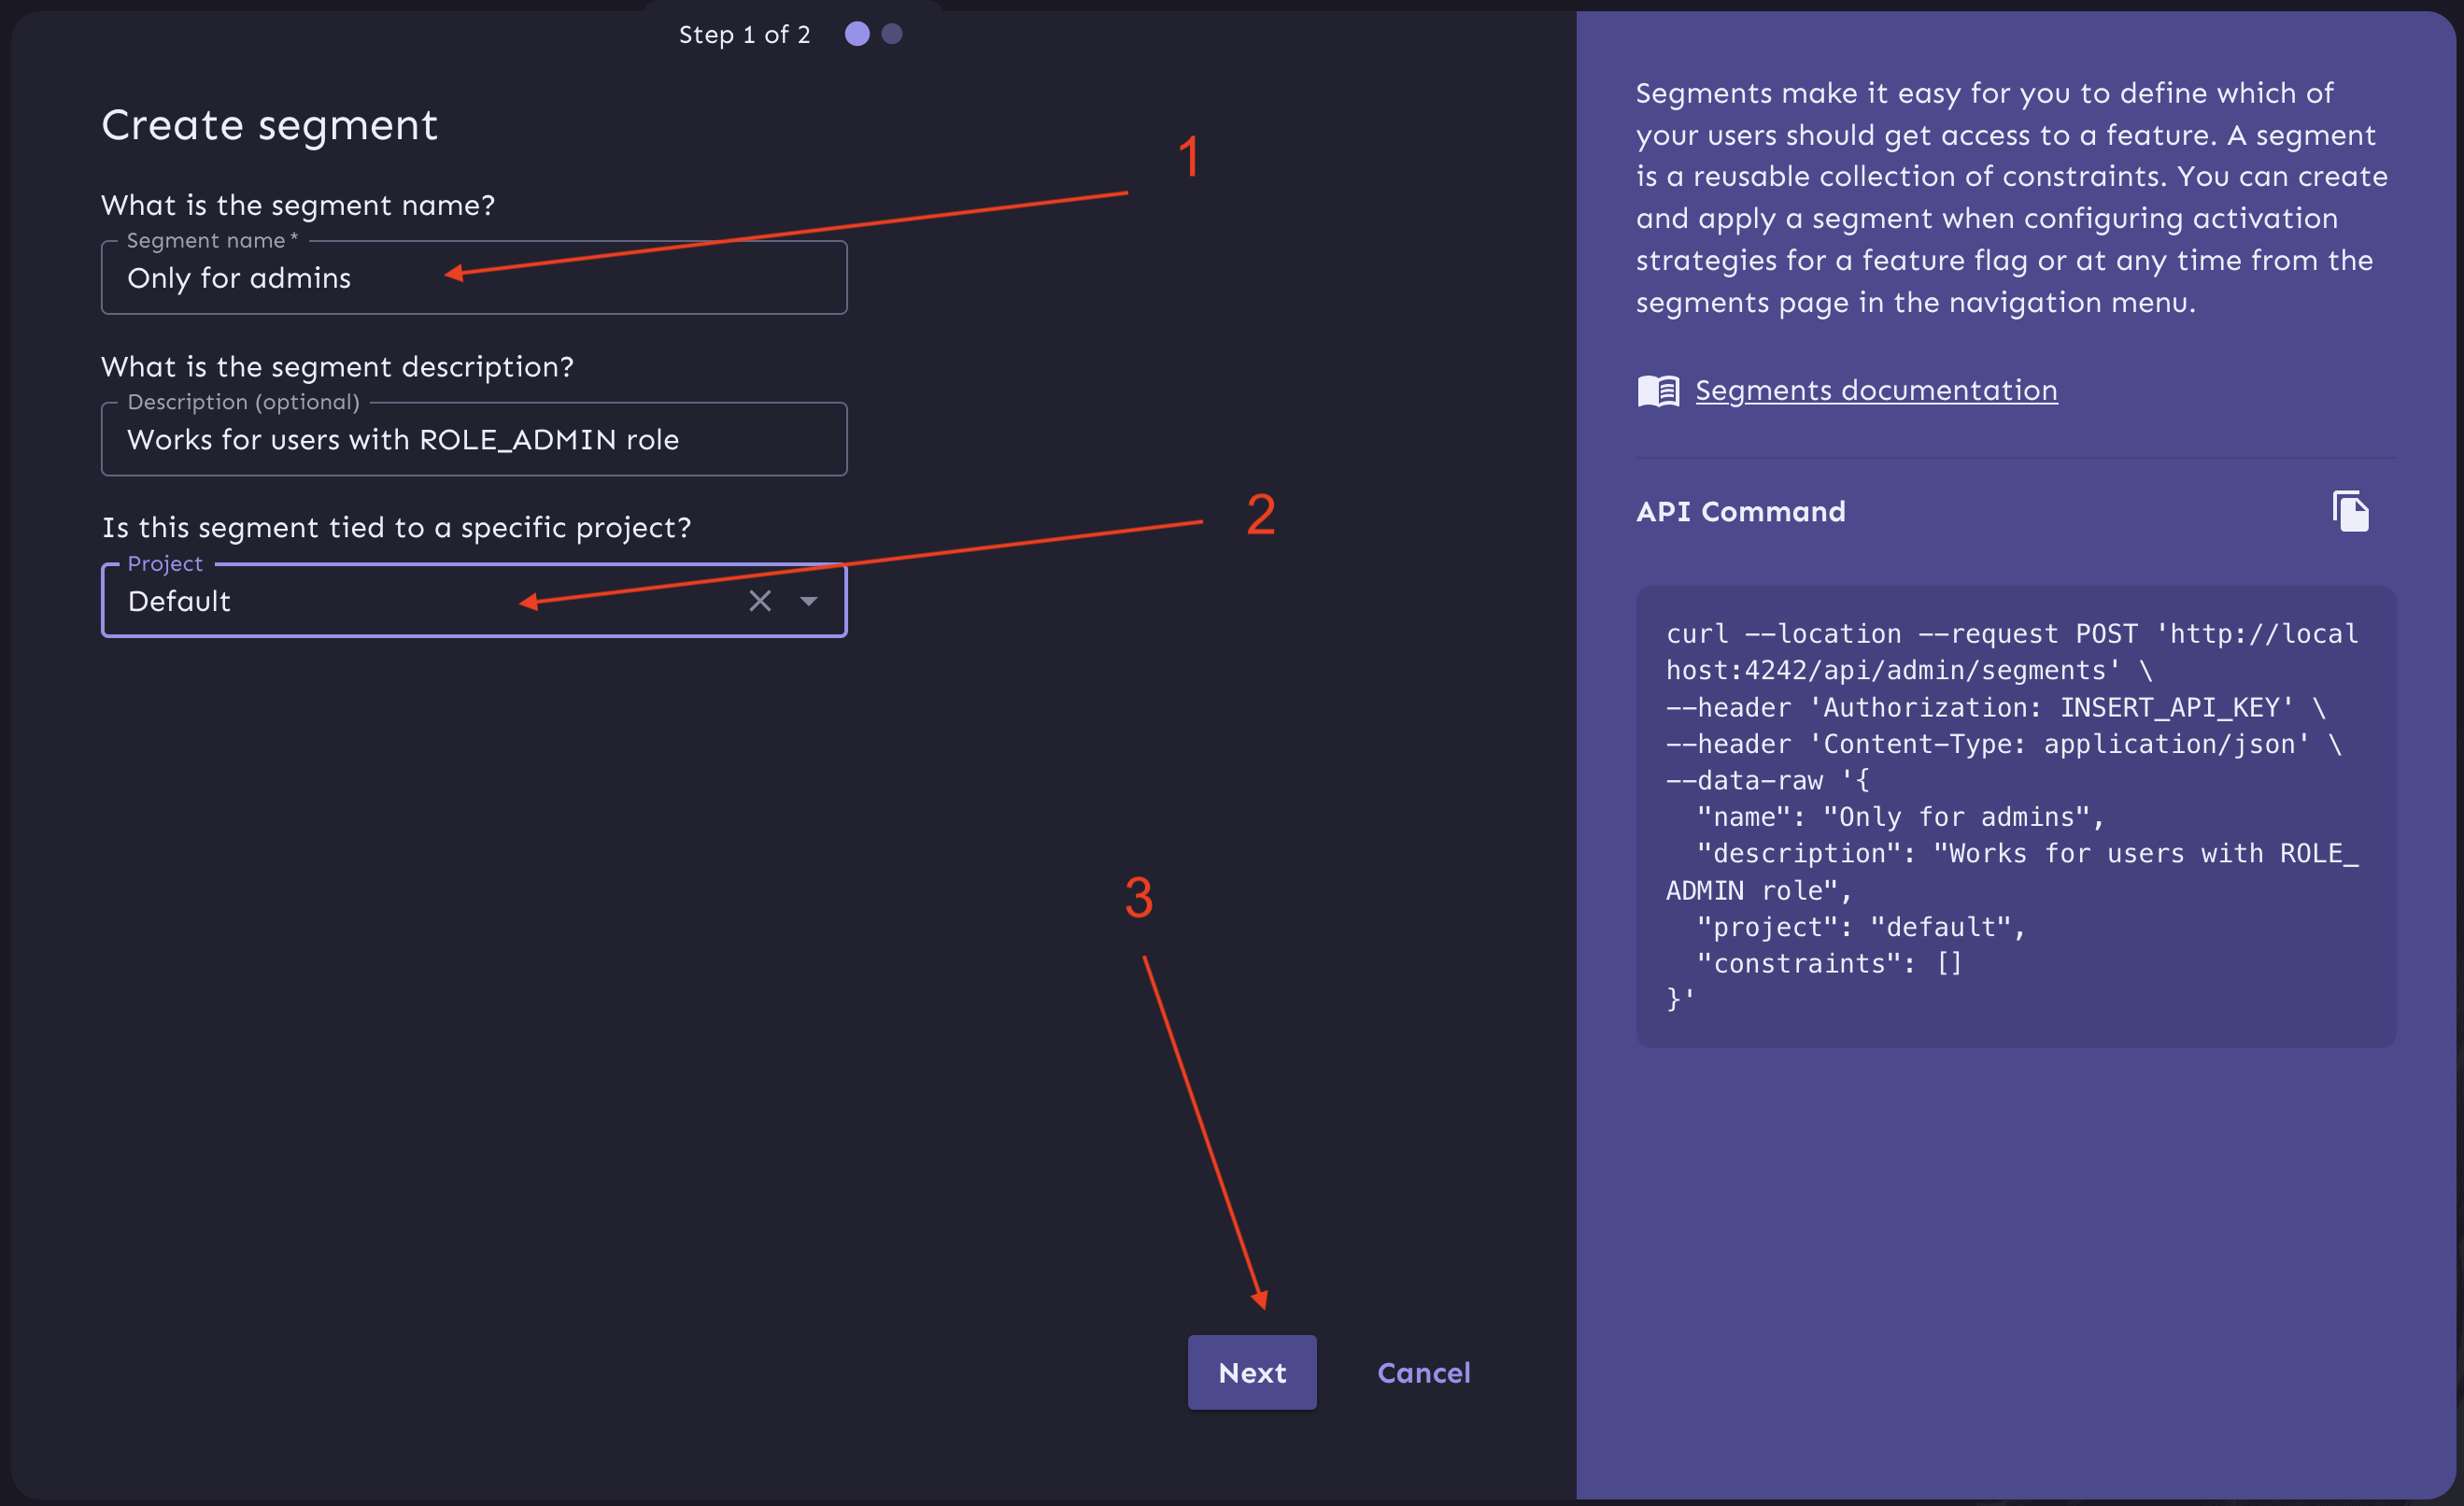 Step 1 of 2
Create segment
1
What is the segment name?
Segment name *
Only for admins
What is the segment description?
Description (optional)
Works for users with ROLE_ADMIN role
2
Is this segment tied to a specific project?
Project
Default
3
Next
Cancel
Segments make it easy for you to define which of
your users should get access to a feature. A segment
is a reusable collection of constraints. You can create
and apply a segment when configuring activation
strategies for a feature flag or at any time from the
segments page in the navigation menu.
Segments documentation
API Command
curl --location --request POST 'http://local
host:4242/api/admin/segments' \
--header 'Authorization: INSERT_API_KEY' \
--header 'Content-Type: application/json' \
--data-raw '{
  "name": "Only for admins",
  "description": "Works for users with ROLE_
ADMIN role",
  "project": "default",
  "constraints": []
}'